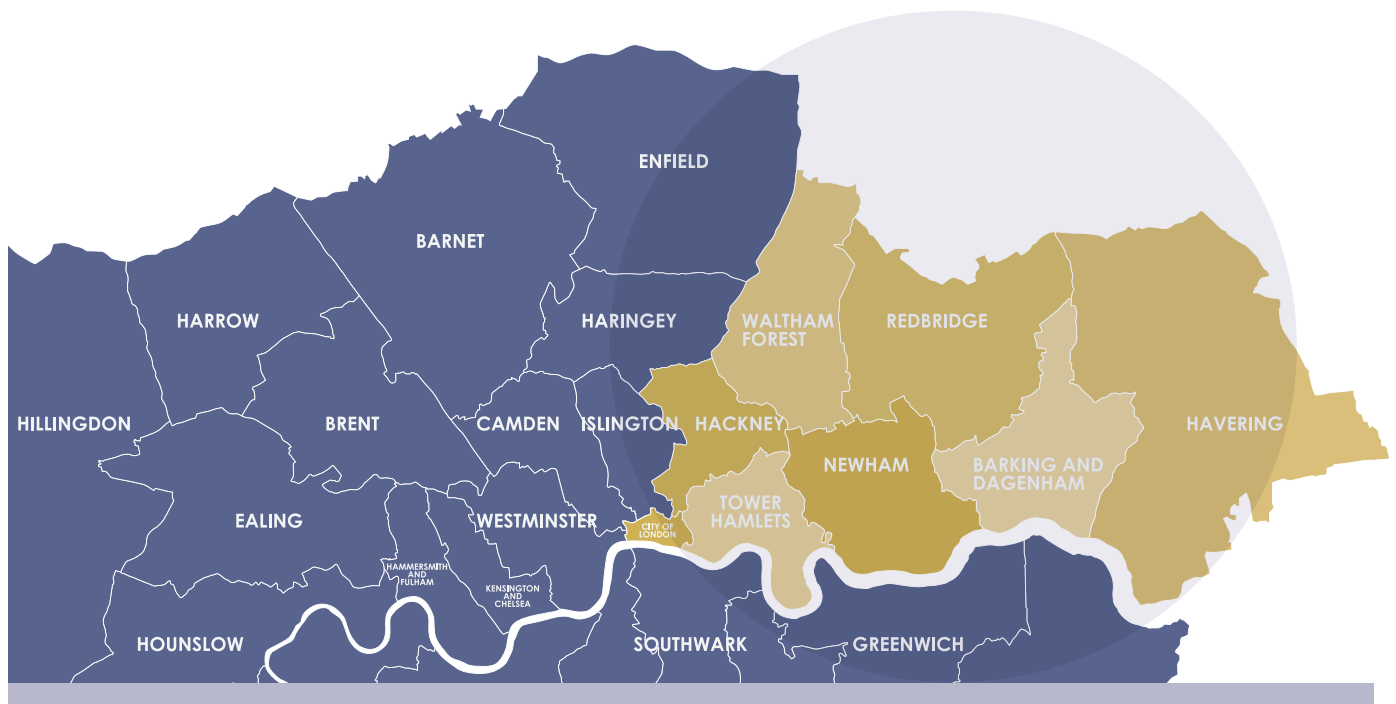 ENFIELD
BARNET
HARROW
HARINGEY
WALTHAM
FOREST
REDBRIDGE
HILLINGDON
BRENT
CAMDEN
ISLINGTON
HACKNEY
HAVERING
NEWHAM
BARKING AND
DAGENHAM
EALING
WESTMINSTER
CITY OF
LONDON
TOWER
HAMLETS
HAMMERSMITH
AND
FULHAM
KENSINGTON
AND
CHELSEA
HOUNSLOW
SOUTHWARK
GREENWICH